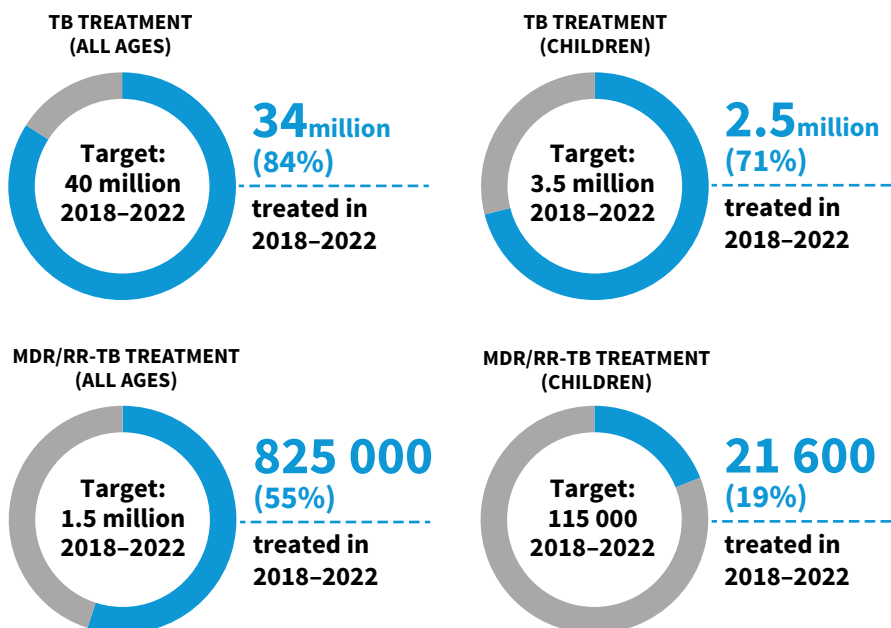 TB TREATMENT
(ALL AGES)
Target:
40 million
2018–2022
34million
(84%)
treated in
2018–2022
TB TREATMENT
(CHILDREN)
Target:
3.5 million
2018–2022
2.5million
(71%)
treated in
2018–2022
MDR/RR-TB TREATMENT
(ALL AGES)
Target:
1.5 million
2018–2022
825 000
(55%)
treated in
2018–2022
MDR/RR-TB TREATMENT
(CHILDREN)
Target:
115 000
2018–2022
21 600
(19%)
treated in
2018–2022